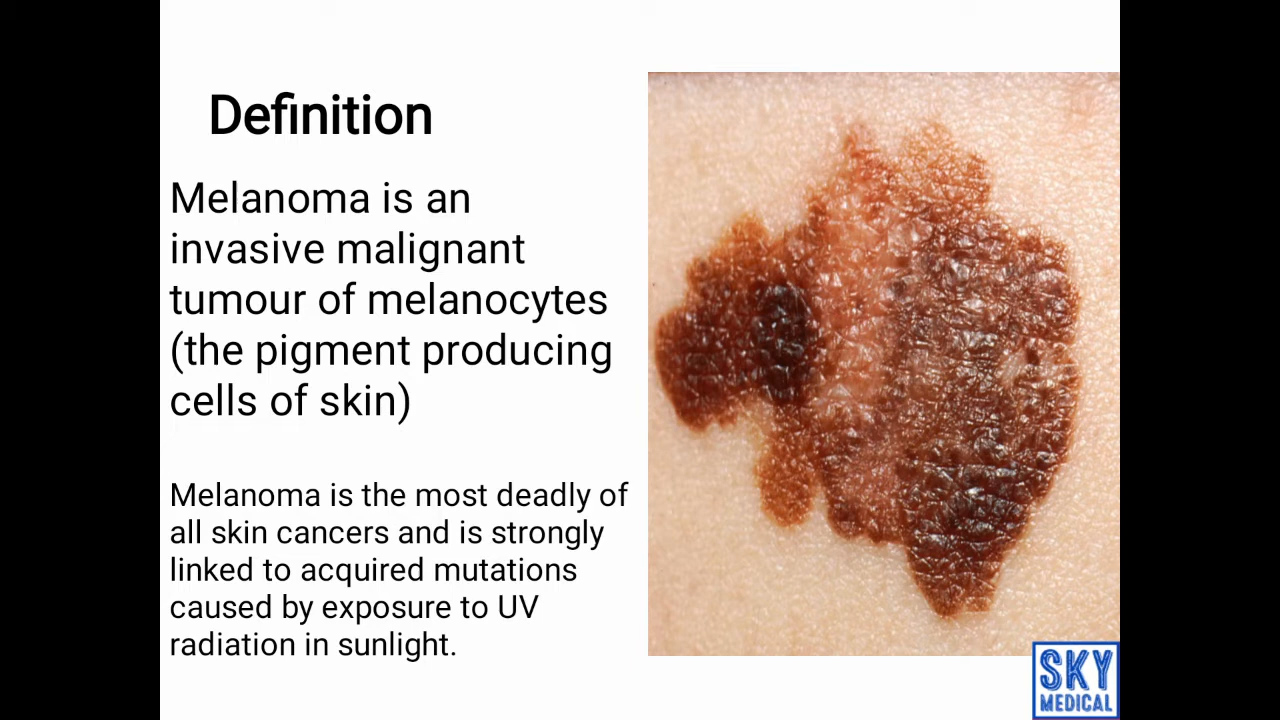 Definition
Melanoma is an
invasive malignant
tumour of melanocytes
(the pigment producing
cells of skin)
Melanoma is the most deadly of
all skin cancers and is strongly
linked to acquired mutations
caused by exposure to UV
radiation in sunlight.
SKY
MEDICAL